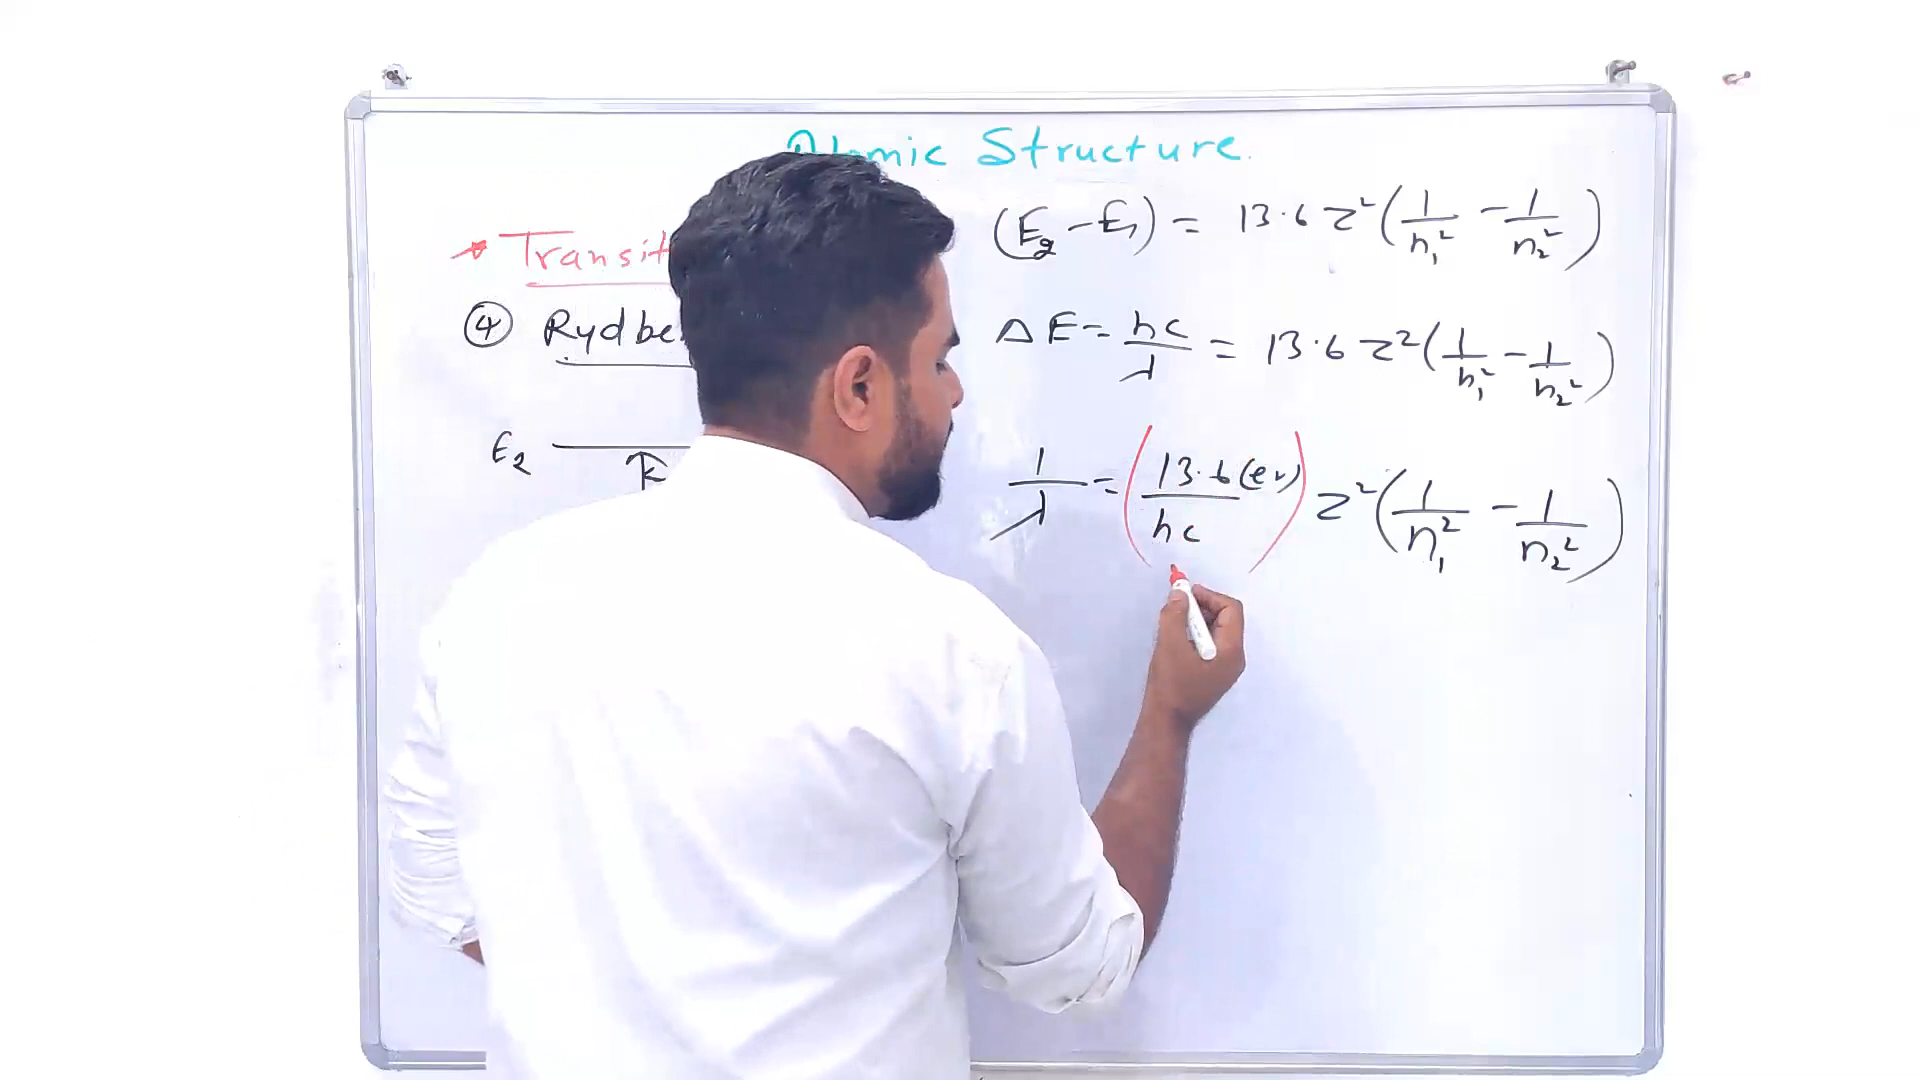 Atomic Structure.
* Transit
④ Rydbe
E₂
(E₂ - E₁) = 13.6 Z² (1/n₁² - 1/n₂²)
ΔE = hc/λ = 13.6 Z² (1/n₁² - 1/n₂²)
1/λ = (13.6 (ev)/hc) Z² (1/n₁² - 1/n₂²)